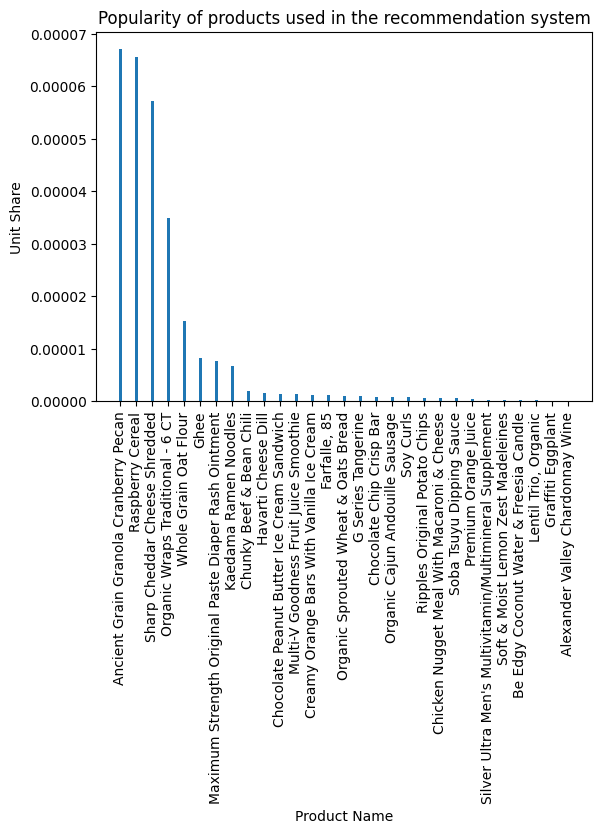 Popularity of products used in the recommendation system
0.00007
0.00006
0.00005
0.00004
0.00003
0.00002
0.00001
0.00000
Unit Share
Ancient Grain Granola Cranberry Pecan
Raspberry Cereal
Sharp Cheddar Cheese Shredded
Organic Wraps Traditional - 6 CT
Whole Grain Oat Flour
Ghee
Maximum Strength Original Paste Diaper Rash Ointment
Kaedama Ramen Noodles
Chunky Beef & Bean Chili
Havarti Cheese Dill
Chocolate Peanut Butter Ice Cream Sandwich
Multi-V Goodness Fruit Juice Smoothie
Creamy Orange Bars With Vanilla Ice Cream
Farfalle, 85
Organic Sprouted Wheat & Oats Bread
G Series Tangerine
Chocolate Chip Crisp Bar
Organic Cajun Andouille Sausage
Soy Curls
Ripples Original Potato Chips
Chicken Nugget Meal With Macaroni & Cheese
Soba Tsuyu Dipping Sauce
Premium Orange Juice
Silver Ultra Men's Multivitamin/Multimineral Supplement
Soft & Moist Lemon Zest Madeleines
Be Edgy Coconut Water & Freesia Candle
Lentil Trio, Organic
Graffiti Eggplant
Alexander Valley Chardonnay Wine
Product Name